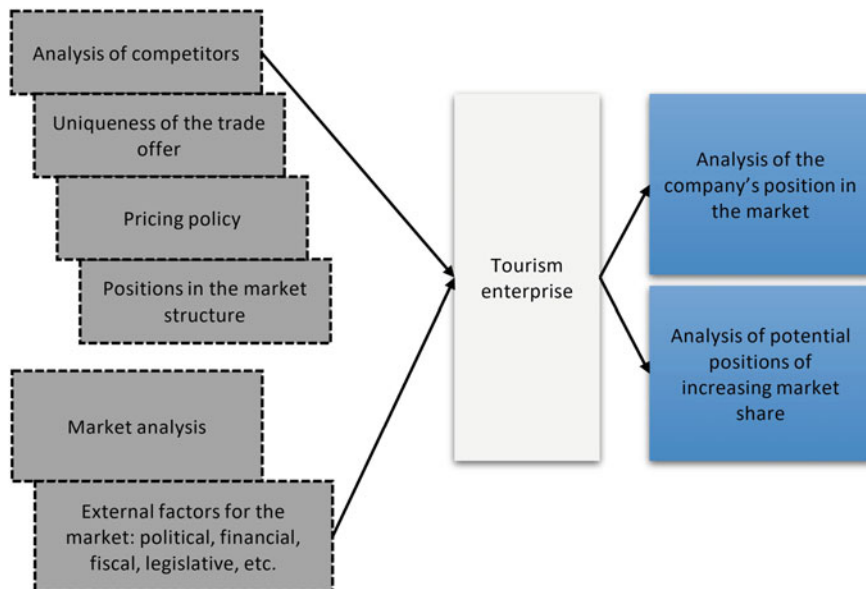 Analysis of competitors
Uniqueness of the trade
offer
Pricing policy
Positions in the market
structure
Market analysis
External factors for the
market: political, financial,
fiscal, legislative, etc.
Tourism
enterprise
Analysis of the
company’s position in
the market
Analysis of potential
positions of
increasing market
share